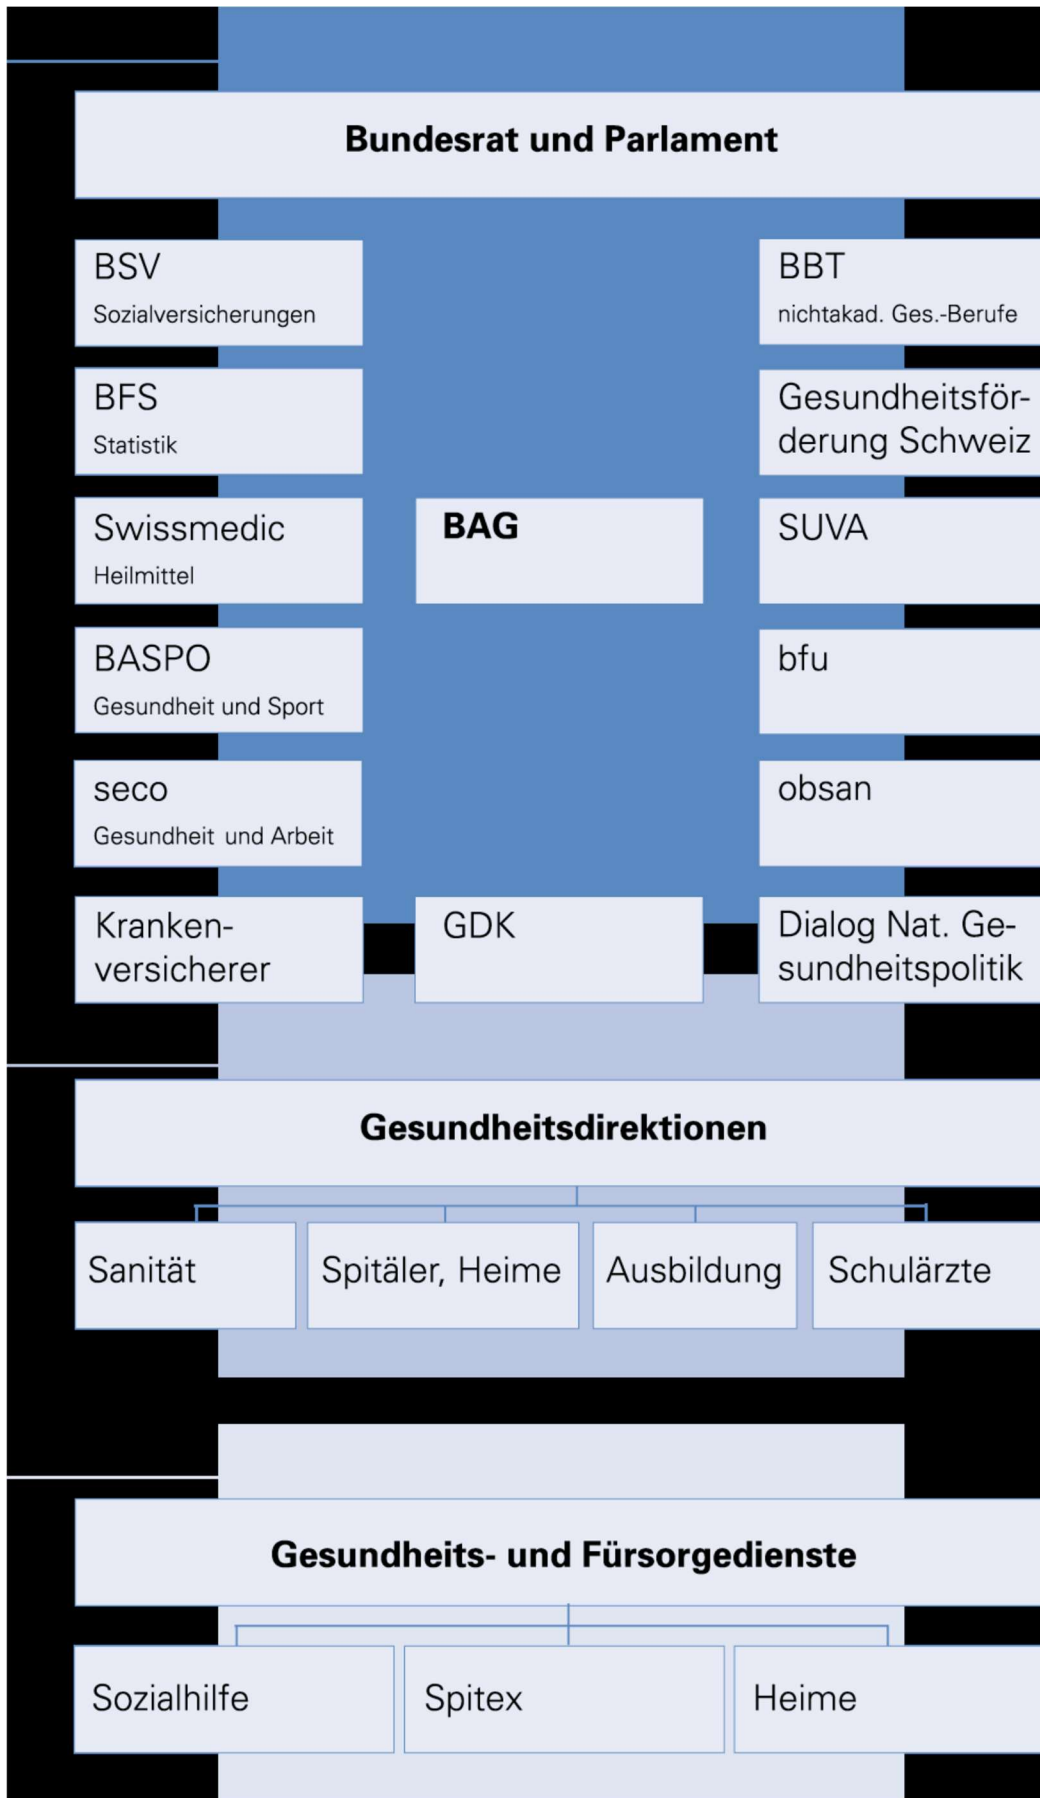 Bundesrat und Parlament
BSV
Sozialversicherungen
BBT
nichtakad. Ges.-Berufe
BFS
Statistik
Gesundheitsför-
derung Schweiz
Swissmedic
Heilmittel
BAG
SUVA
BASPO
Gesundheit und Sport
bfu
seco
Gesundheit und Arbeit
obsan
Kranken-
versicherer
GDK
Dialog Nat. Ge-
sundheitspolitik
Gesundheitsdirektionen
Sanität
Spitäler, Heime
Ausbildung
Schulärzte
Gesundheits- und Fürsorgedienste
Sozialhilfe
Spitex
Heime